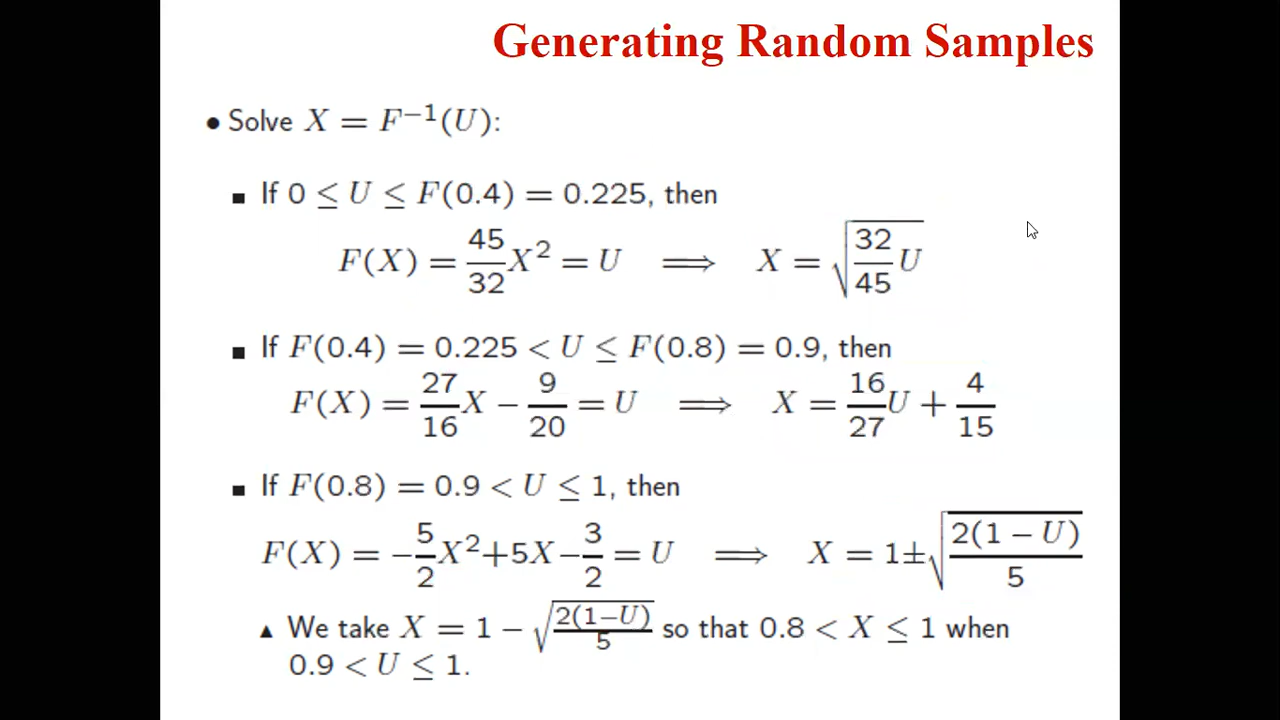 Generating Random Samples
● Solve X = F⁻¹(U):
■ If 0 ≤ U ≤ F(0.4) = 0.225, then
F(X) = 45/32 X² = U ⟹ X = √(32/45 U)
■ If F(0.4) = 0.225 < U ≤ F(0.8) = 0.9, then
F(X) = 27/16 X − 9/20 = U ⟹ X = 16/27 U + 4/15
■ If F(0.8) = 0.9 < U ≤ 1, then
F(X) = −5/2 X²+5X−3/2 = U ⟹ X = 1±√(2(1 − U)/5)
▲ We take X = 1 − √(2(1−U)/5) so that 0.8 < X ≤ 1 when
0.9 < U ≤ 1.